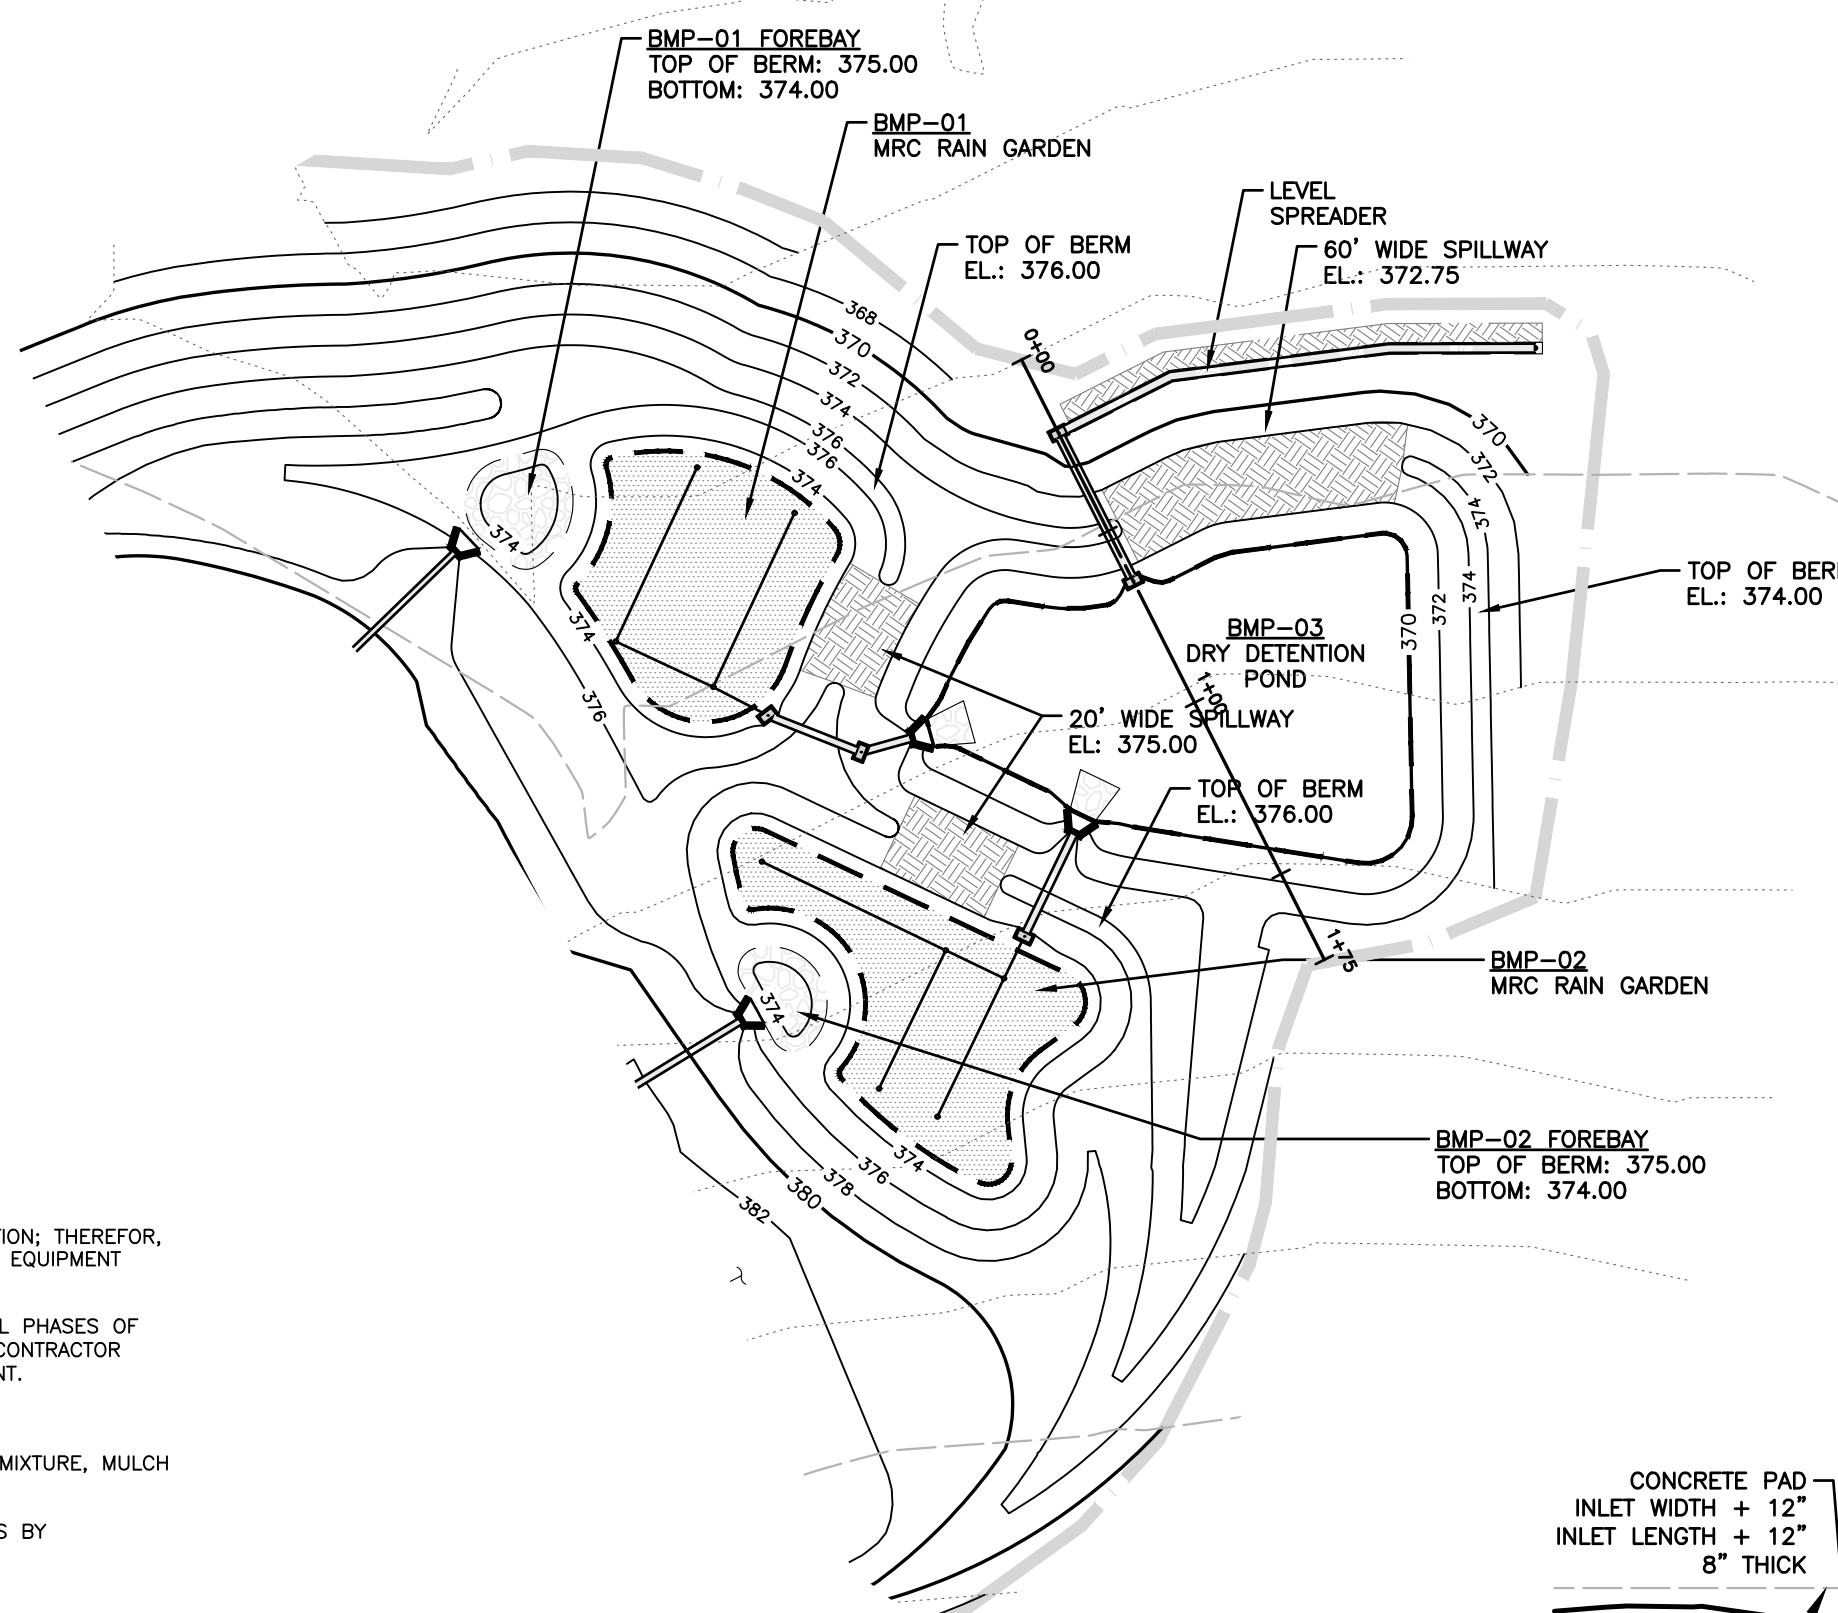 BMP-01 FOREBAY
TOP OF BERM: 375.00
BOTTOM: 374.00
BMP-01
MRC RAIN GARDEN
LEVEL
SPREADER
TOP OF BERM
EL.: 376.00
60' WIDE SPILLWAY
EL.: 372.75
368
370
372
374
376
376
374
0+00
370
372
374
374
374
TOP OF BER
EL.: 374.00
374
372
370
374
376
BMP-03
DRY DETENTION
POND
1+00
20' WIDE SPILLWAY
EL: 375.00
TOP OF BERM
EL.: 376.00
1+75
BMP-02
MRC RAIN GARDEN
374
BMP-02 FOREBAY
TOP OF BERM: 375.00
BOTTOM: 374.00
374
376
378
380
382
TION; THEREFOR,
EQUIPMENT
L PHASES OF
CONTRACTOR
NT.
MIXTURE, MULCH
S BY
CONCRETE PAD
INLET WIDTH + 12"
INLET LENGTH + 12"
8" THICK